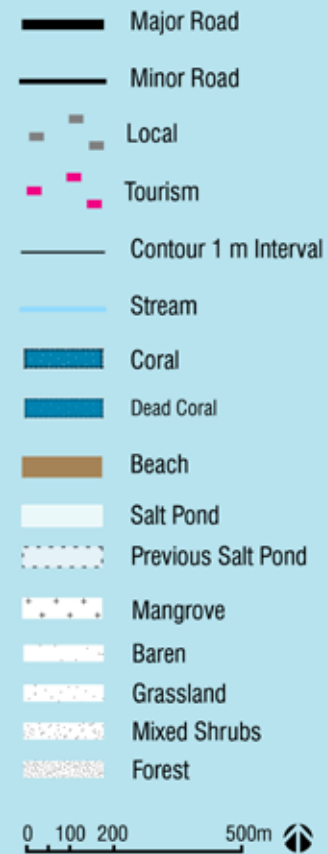 Major Road
Minor Road
Local
Tourism
Contour 1 m Interval
Stream
Coral
Dead Coral
Beach
Salt Pond
Previous Salt Pond
Mangrove
Baren
Grassland
Mixed Shrubs
Forest
0 100 200 500m